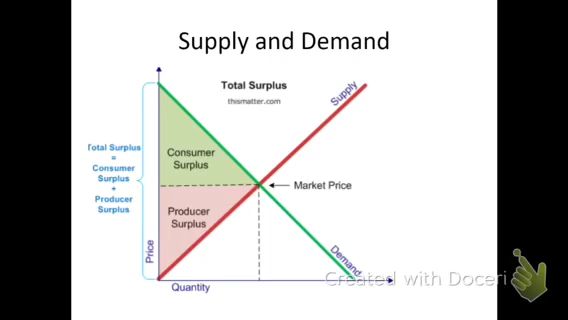 Supply and Demand
Total Surplus
thismatter.com
Supply
Total Surplus
=
Consumer
Surplus
+
Producer
Surplus
Consumer
Surplus
Market Price
Producer
Surplus
Price
Demand
Quantity
Created with Doceri